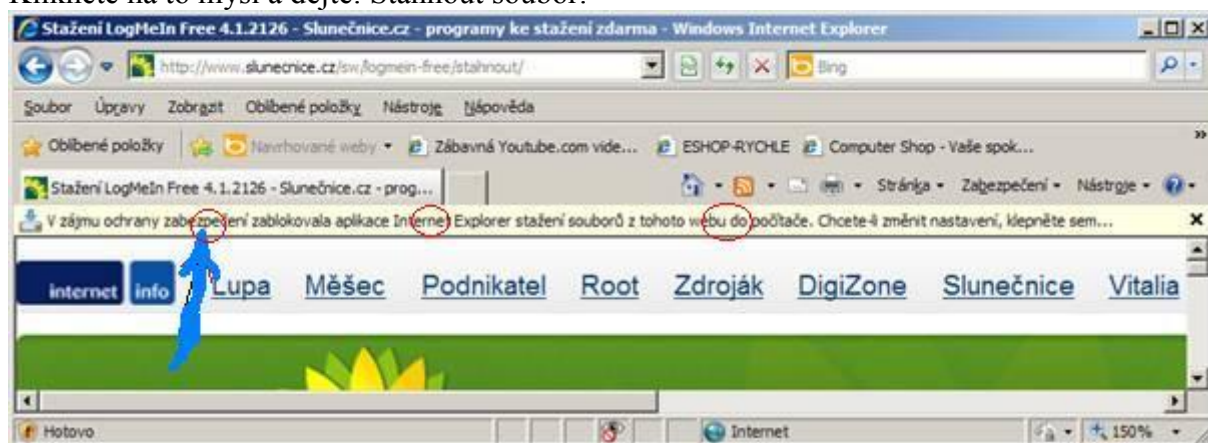 Klikněte na to myší a dejte: Stáhnout soubor.
Stažení LogMeIn Free 4.1.2126 - Slunečnice.cz - programy ke stažení zdarma - Windows Internet Explorer
http://www.slunecnice.cz/sw/logmein-free/stahnout/
Bing
Soubor Úpravy Zobrazit Oblíbené položky Nástroje Nápověda
Oblíbené položky Navrhované weby Zábavná Youtube.com vide... ESHOP-RYCHLE Computer Shop - Vaše spok... »
Stažení LogMeIn Free 4.1.2126 - Slunečnice.cz - prog... Stránka Zabezpečení Nástroje
V zájmu ochrany zabezpečení zablokovala aplikace Internet Explorer stažení souborů z tohoto webu do počítače. Chcete-li změnit nastavení, klepněte sem...
internet info Lupa Měšec Podnikatel Root Zdroják DigiZone Slunečnice Vitalia
Hotovo Internet 150%